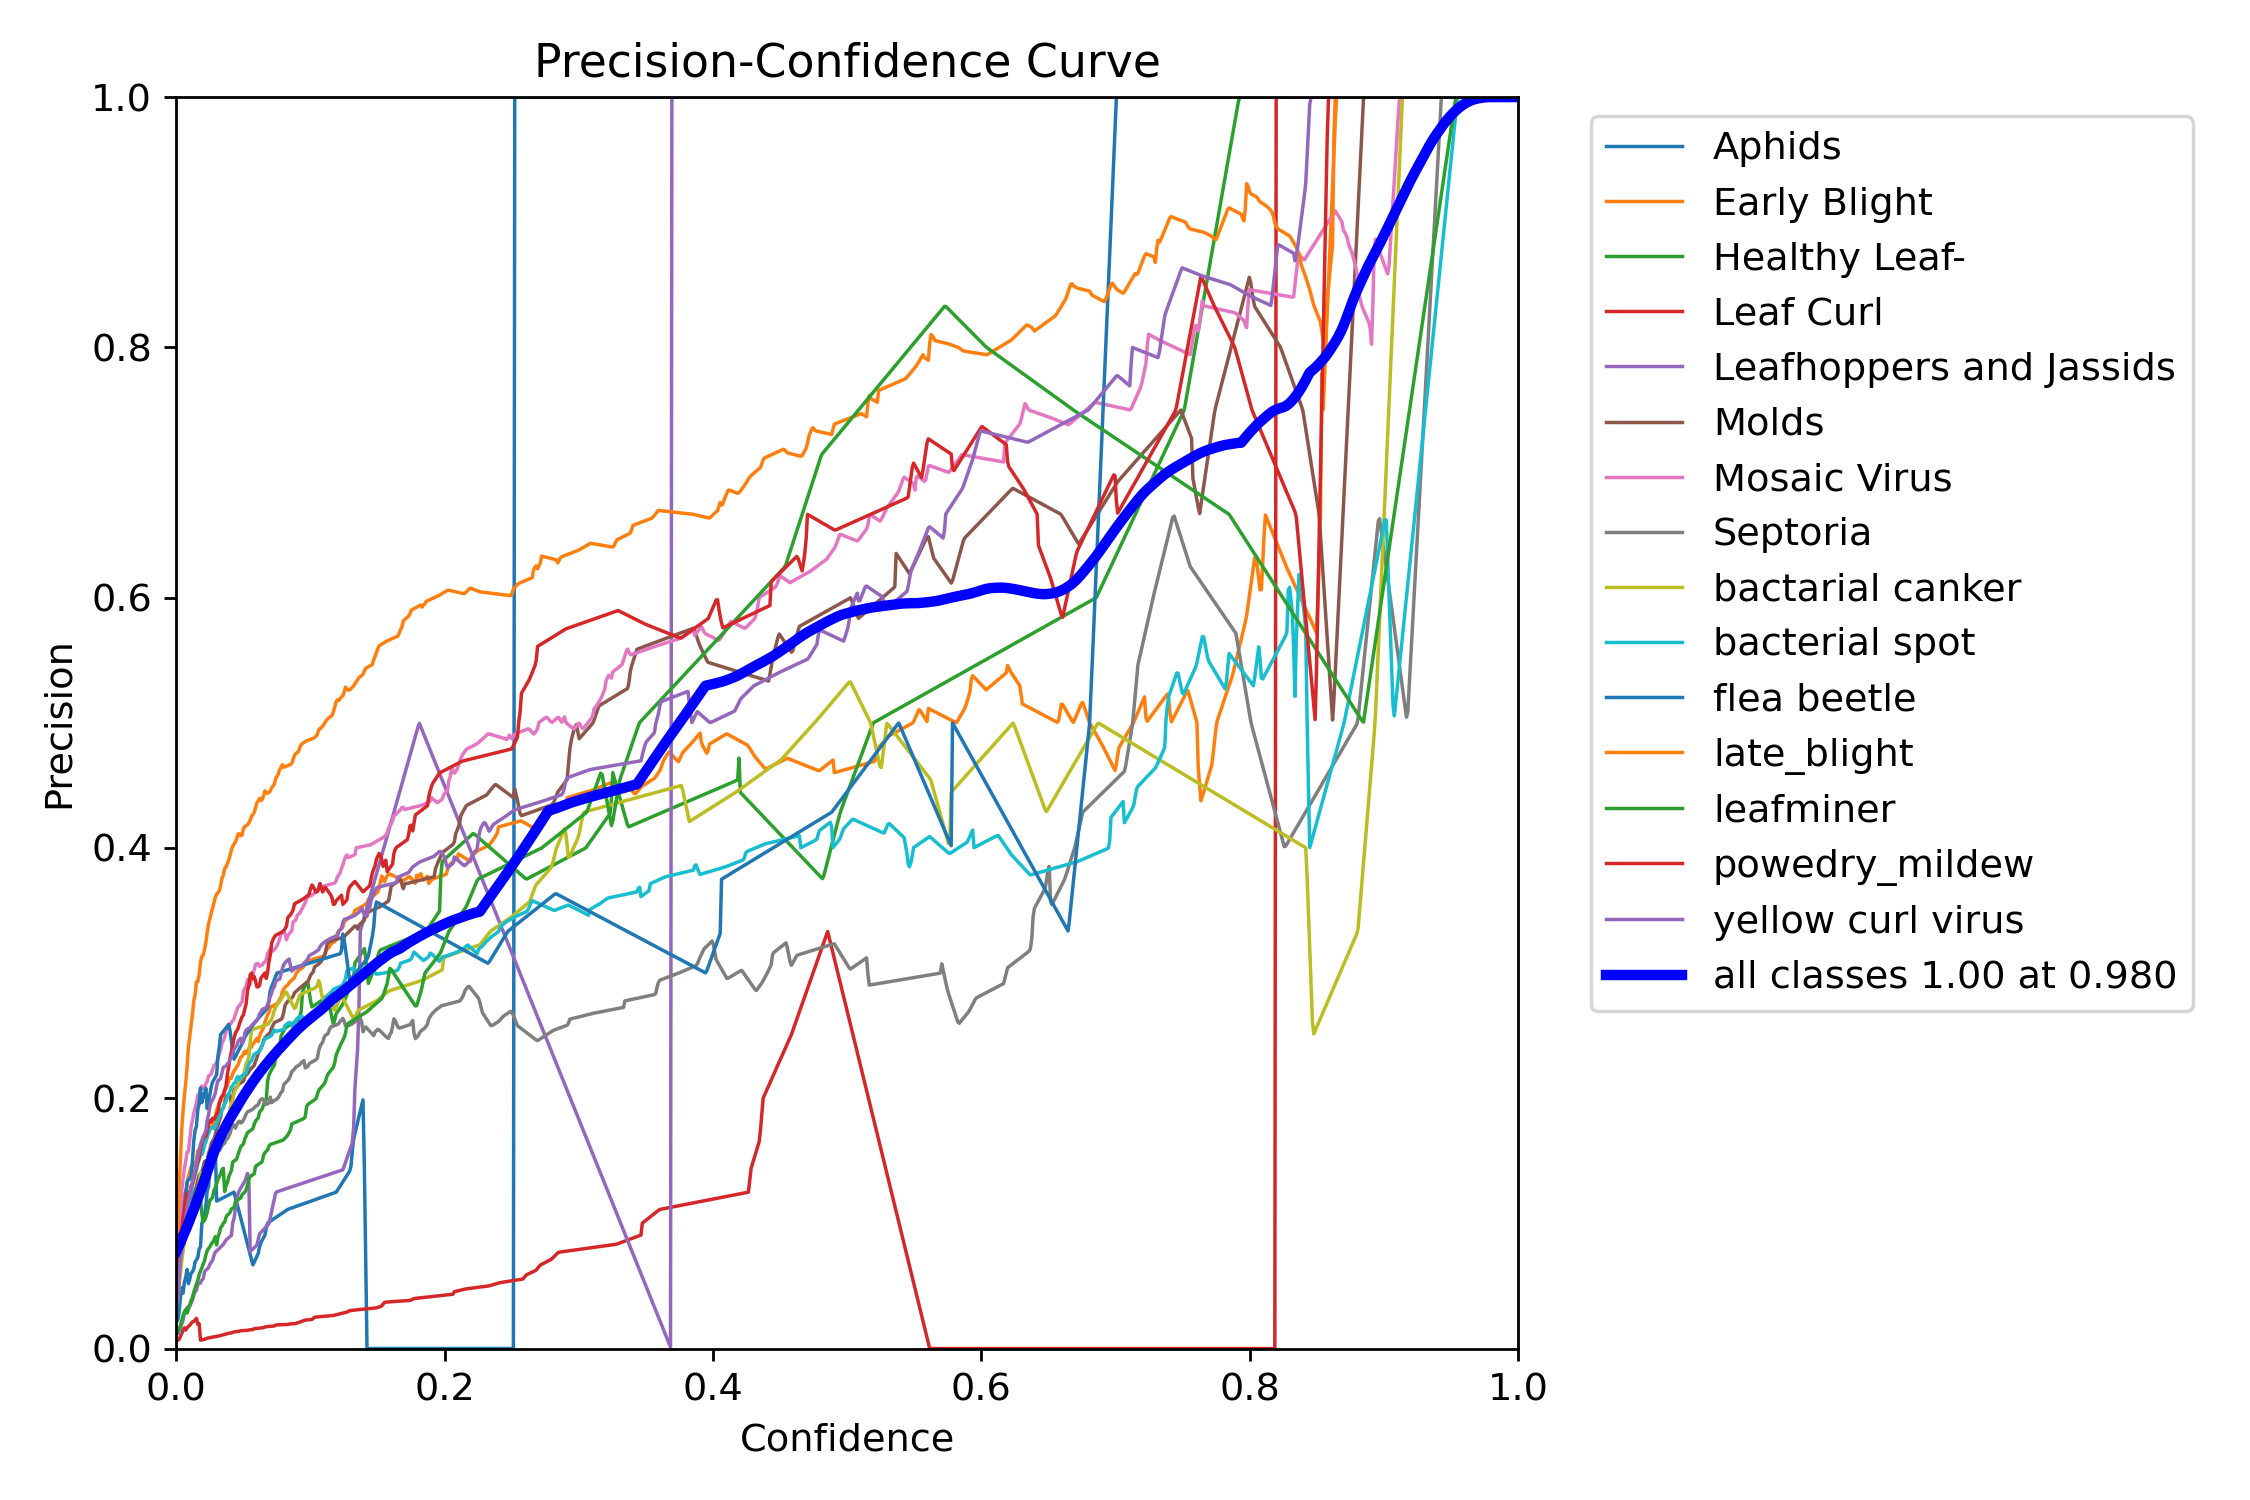 Precision-Confidence Curve
1.0
0.8
0.6
0.4
0.2
0.0
Precision
0.0 0.2 0.4 0.6 0.8 1.0
Confidence
Aphids
Early Blight
Healthy Leaf-
Leaf Curl
Leafhoppers and Jassids
Molds
Mosaic Virus
Septoria
bactarial canker
bacterial spot
flea beetle
late_blight
leafminer
powedry_mildew
yellow curl virus
all classes 1.00 at 0.980